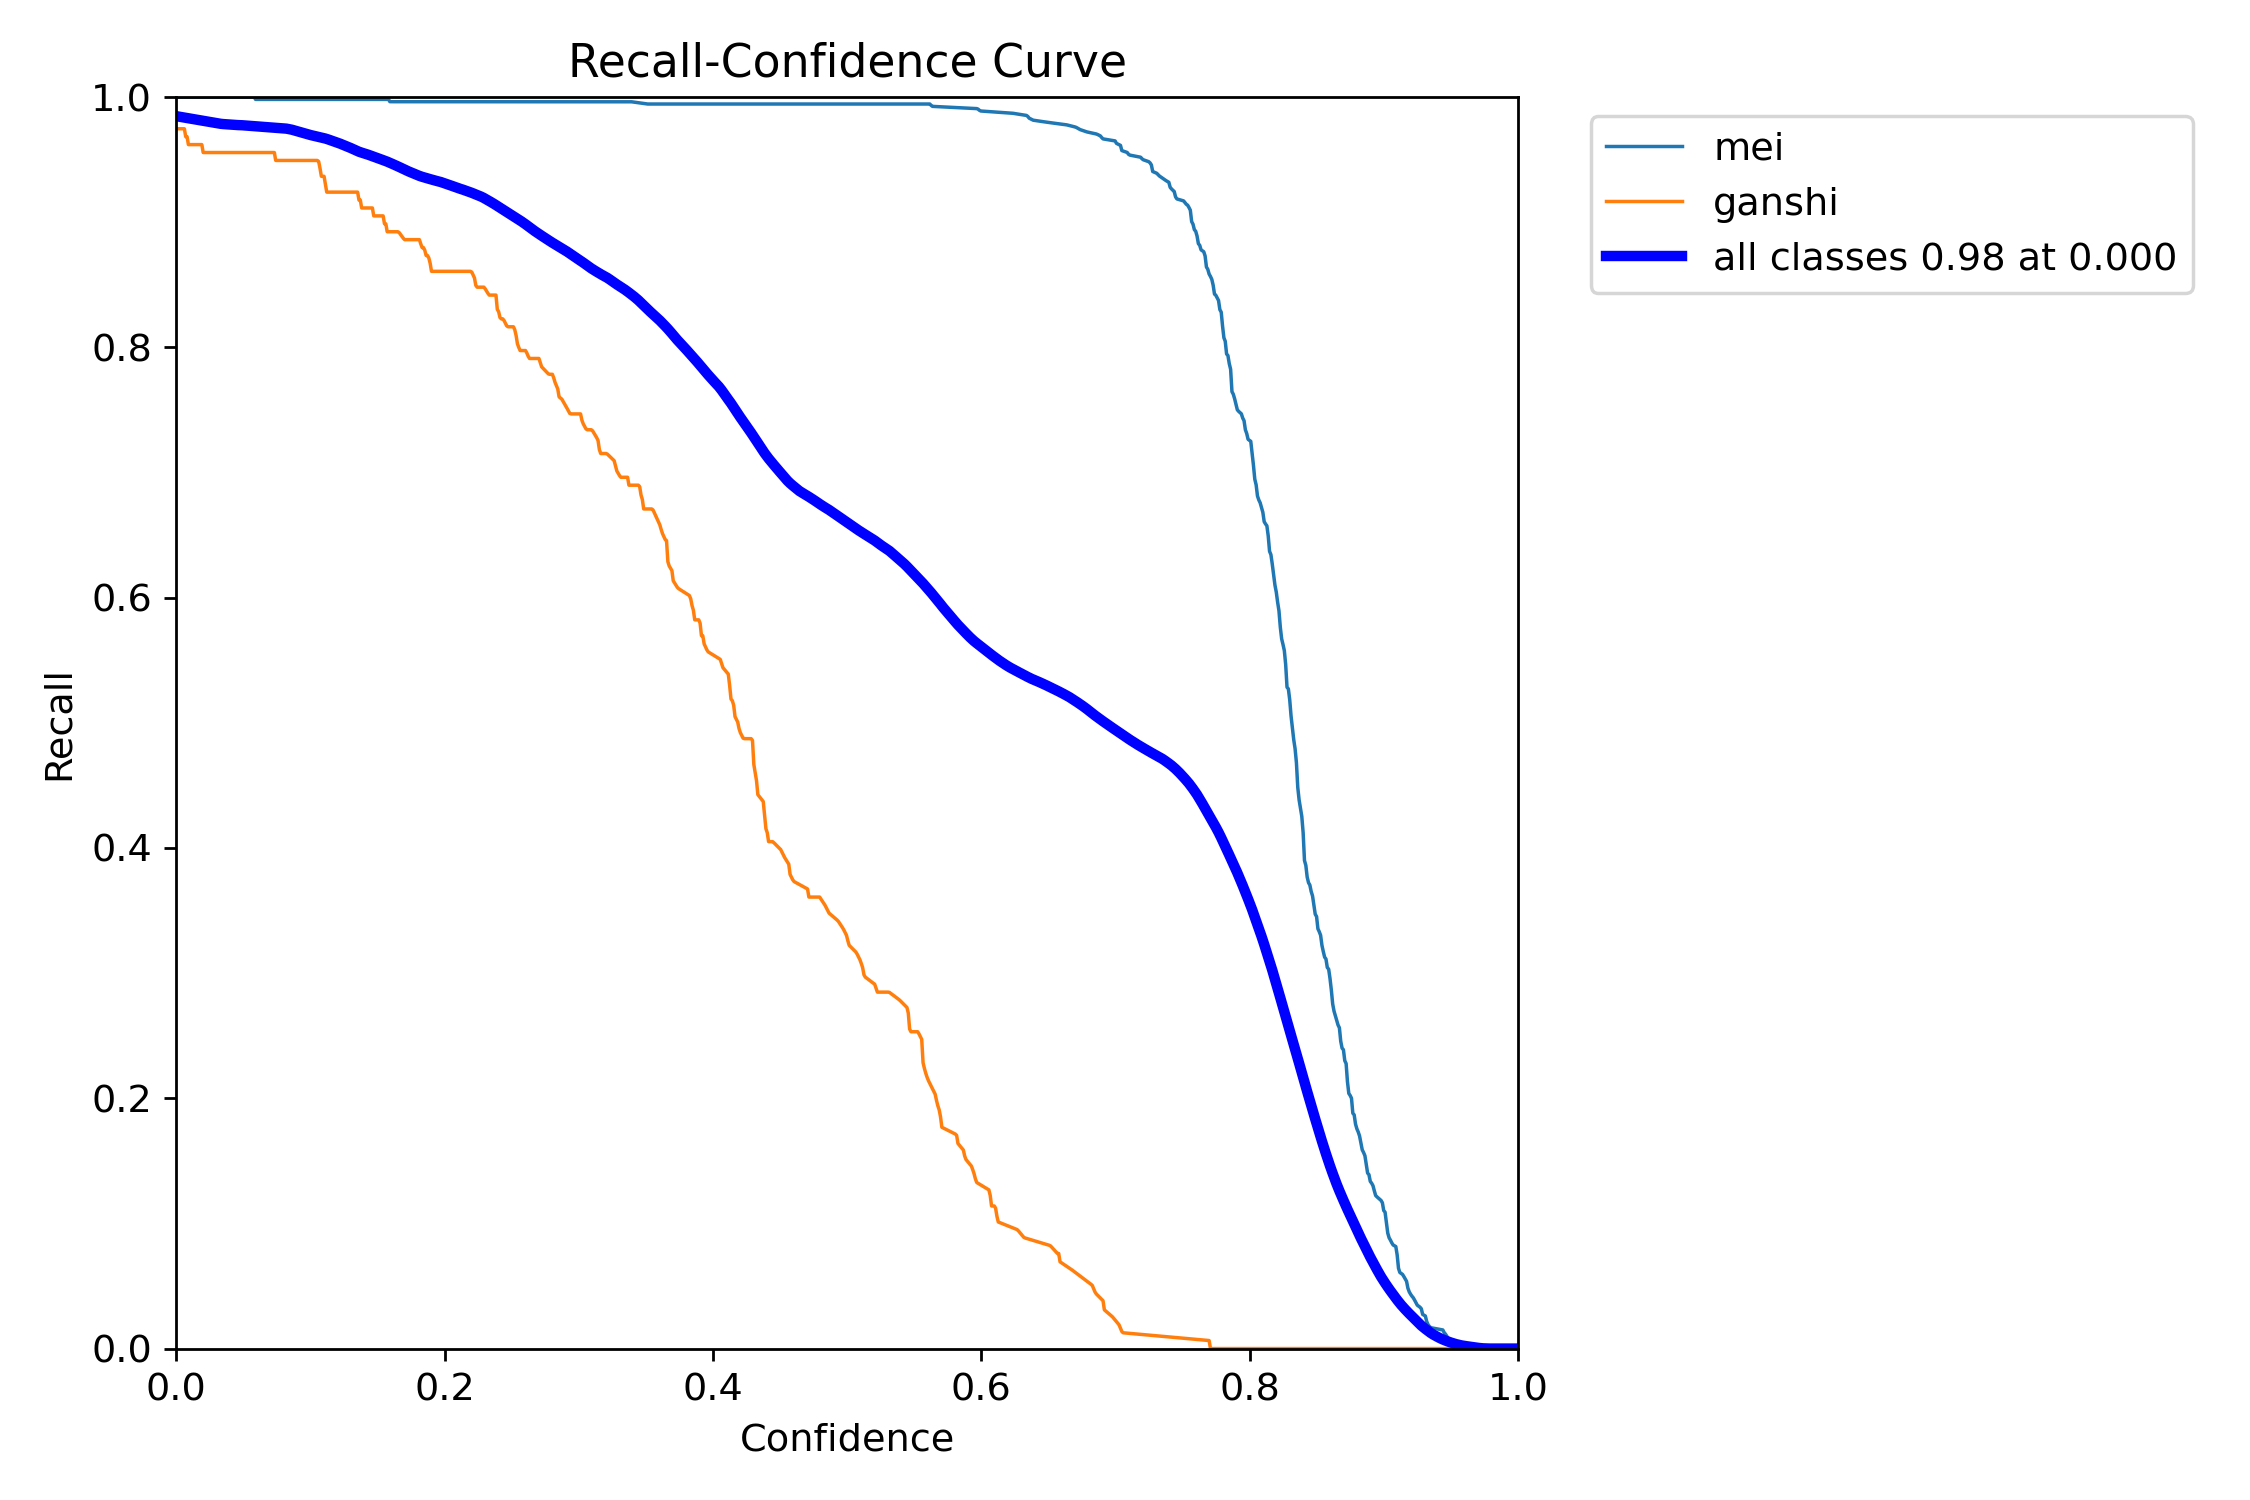 Recall-Confidence Curve
1.0
0.8
0.6
0.4
0.2
0.0
Recall
0.0 0.2 0.4 0.6 0.8 1.0
Confidence
mei
ganshi
all classes 0.98 at 0.000